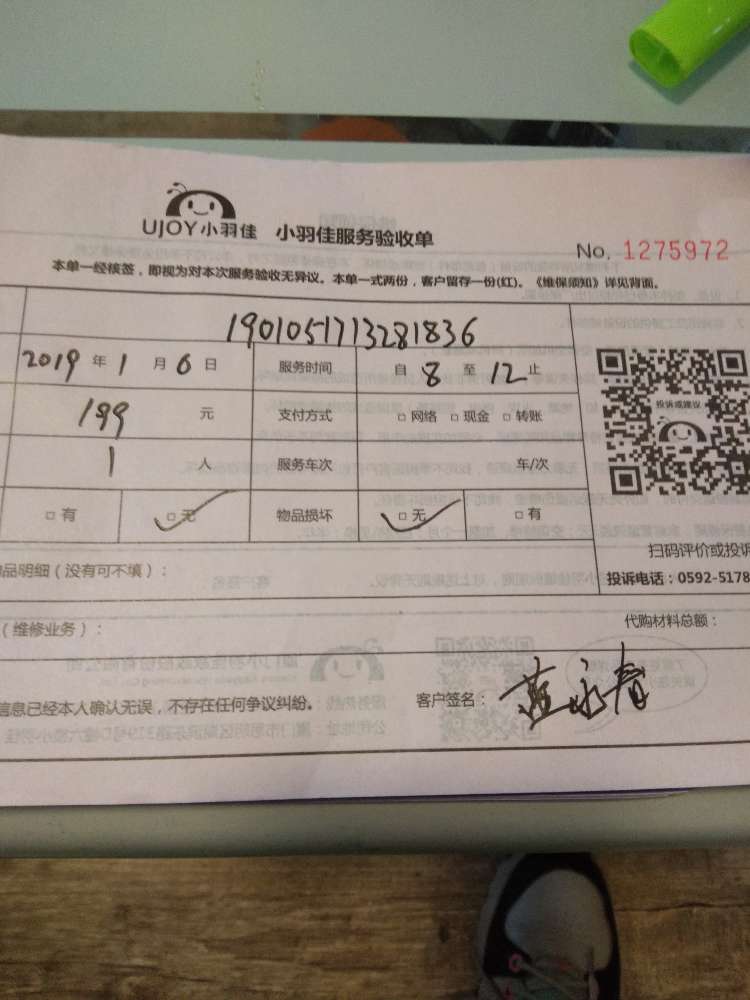 UJOY小羽佳 小羽佳服务验收单
No. 1275972
本单一经核签，即视为对本次服务验收无异议。本单一式两份，客户留存一份(红)。《维保须知》详见背面。
1901051713281836
2019 年 1 月 6 日 服务时间 自 8 至 12 止
投诉或建议
199 元 支付方式 □ 网络 □ 现金 □ 转账
1 人 服务车次 车/次
□ 有 □ 无 物品损坏 □ 无 □ 有
扫码评价或投诉
品明细（没有可不填）：
投诉电话：0592-5178
（维修业务）：
代购材料总额：
信息已经本人确认无误，不存在任何争议纠纷。 客户签名：